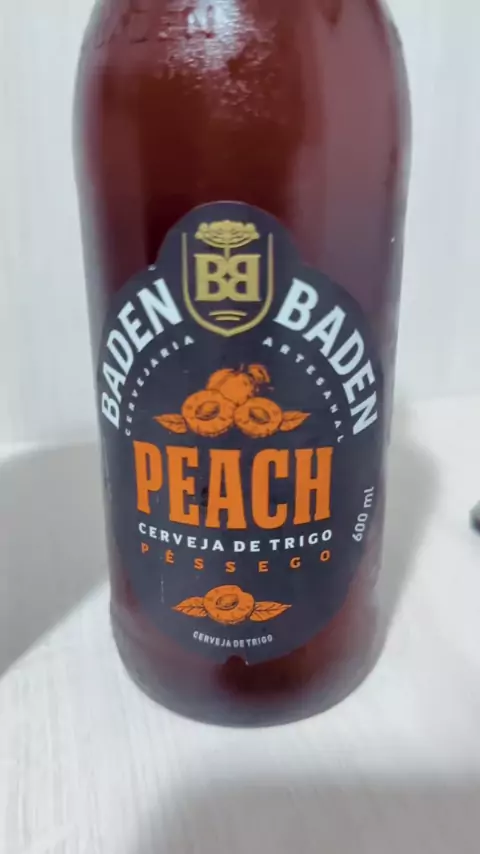 BB
BADEN BADEN
CERVEJARIA ARTESANAL
PEACH
CERVEJA DE TRIGO
PÊSSEGO
600 mL
CERVEJA DE TRIGO